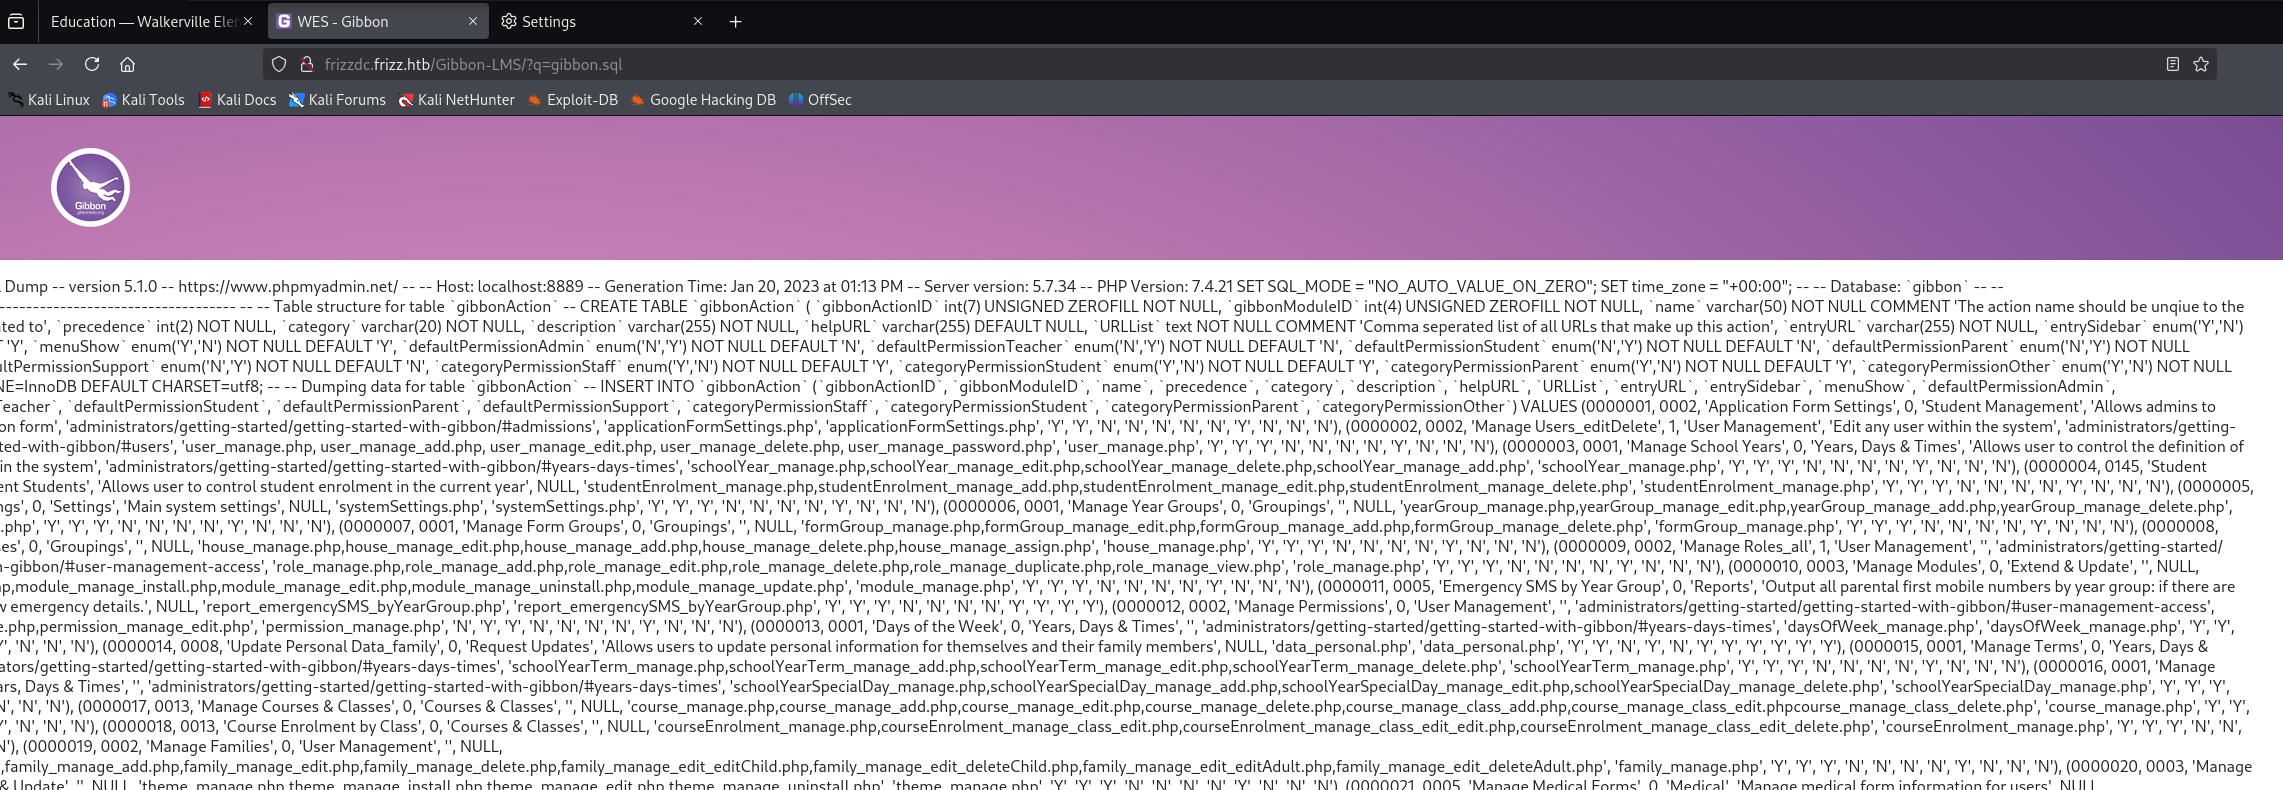 Education — Walkerville Eler
WES - Gibbon
Settings
frizzdc.frizz.htb/Gibbon-LMS/?q=gibbon.sql
Kali Linux Kali Tools Kali Docs Kali Forums Kali NetHunter Exploit-DB Google Hacking DB OffSec
Gibbon
gibbonedu.org
Dump -- version 5.1.0 -- https://www.phpmyadmin.net/ -- -- Host: localhost:8889 -- Generation Time: Jan 20, 2023 at 01:13 PM -- Server version: 5.7.34 -- PHP Version: 7.4.21 SET SQL_MODE = "NO_AUTO_VALUE_ON_ZERO"; SET time_zone = "+00:00"; -- -- Database: `gibbon` -- --
-------------------------------------- -- -- Table structure for table `gibbonAction` -- CREATE TABLE `gibbonAction` ( `gibbonActionID` int(7) UNSIGNED ZEROFILL NOT NULL, `gibbonModuleID` int(4) UNSIGNED ZEROFILL NOT NULL, `name` varchar(50) NOT NULL COMMENT 'The action name should be unqiue to the
ted to', `precedence` int(2) NOT NULL, `category` varchar(20) NOT NULL, `description` varchar(255) NOT NULL, `helpURL` varchar(255) DEFAULT NULL, `URLList` text NOT NULL COMMENT 'Comma seperated list of all URLs that make up this action', `entryURL` varchar(255) NOT NULL, `entrySidebar` enum('Y','N')
'Y', `menuShow` enum('Y','N') NOT NULL DEFAULT 'Y', `defaultPermissionAdmin` enum('N','Y') NOT NULL DEFAULT 'N', `defaultPermissionTeacher` enum('N','Y') NOT NULL DEFAULT 'N', `defaultPermissionStudent` enum('N','Y') NOT NULL DEFAULT 'N', `defaultPermissionParent` enum('N','Y') NOT NULL
ltPermissionSupport` enum('N','Y') NOT NULL DEFAULT 'N', `categoryPermissionStaff` enum('Y','N') NOT NULL DEFAULT 'Y', `categoryPermissionStudent` enum('Y','N') NOT NULL DEFAULT 'Y', `categoryPermissionParent` enum('Y','N') NOT NULL DEFAULT 'Y', `categoryPermissionOther` enum('Y','N') NOT NULL
NE=InnoDB DEFAULT CHARSET=utf8; -- -- Dumping data for table `gibbonAction` -- INSERT INTO `gibbonAction` (`gibbonActionID`, `gibbonModuleID`, `name`, `precedence`, `category`, `description`, `helpURL`, `URLList`, `entryURL`, `entrySidebar`, `menuShow`, `defaultPermissionAdmin`,
Teacher`, `defaultPermissionStudent`, `defaultPermissionParent`, `defaultPermissionSupport`, `categoryPermissionStaff`, `categoryPermissionStudent`, `categoryPermissionParent`, `categoryPermissionOther`) VALUES (0000001, 0002, 'Application Form Settings', 0, 'Student Management', 'Allows admins to
on form', 'administrators/getting-started/getting-started-with-gibbon/#admissions', 'applicationFormSettings.php', 'applicationFormSettings.php', 'Y', 'Y', 'Y', 'N', 'N', 'N', 'N', 'Y', 'N', 'N', 'N'), (0000002, 0002, 'Manage Users_editDelete', 1, 'User Management', 'Edit any user within the system', 'administrators/getting-
ted-with-gibbon/#users', 'user_manage.php, user_manage_add.php, user_manage_edit.php, user_manage_delete.php, user_manage_password.php', 'user_manage.php', 'Y', 'Y', 'Y', 'N', 'N', 'N', 'N', 'Y', 'N', 'N', 'N'), (0000003, 0001, 'Manage School Years', 0, 'Years, Days & Times', 'Allows user to control the definition of
in the system', 'administrators/getting-started/getting-started-with-gibbon/#years-days-times', 'schoolYear_manage.php,schoolYear_manage_edit.php,schoolYear_manage_delete.php,schoolYear_manage_add.php', 'schoolYear_manage.php', 'Y', 'Y', 'Y', 'N', 'N', 'N', 'N', 'Y', 'N', 'N', 'N'), (0000004, 0145, 'Student
ent Students', 'Allows user to control student enrolment in the current year', NULL, 'studentEnrolment_manage.php,studentEnrolment_manage_add.php,studentEnrolment_manage_edit.php,studentEnrolment_manage_delete.php', 'studentEnrolment_manage.php', 'Y', 'Y', 'Y', 'N', 'N', 'N', 'N', 'Y', 'N', 'N', 'N'), (0000005,
ngs', 0, 'Settings', 'Main system settings', NULL, 'systemSettings.php', 'systemSettings.php', 'Y', 'Y', 'Y', 'N', 'N', 'N', 'N', 'Y', 'N', 'N', 'N'), (0000006, 0001, 'Manage Year Groups', 0, 'Groupings', '', NULL, 'yearGroup_manage.php,yearGroup_manage_edit.php,yearGroup_manage_add.php,yearGroup_manage_delete.php',
.php', 'Y', 'Y', 'Y', 'N', 'N', 'N', 'N', 'Y', 'N', 'N', 'N'), (0000007, 0001, 'Manage Form Groups', 0, 'Groupings', '', NULL, 'formGroup_manage.php,formGroup_manage_edit.php,formGroup_manage_add.php,formGroup_manage_delete.php', 'formGroup_manage.php', 'Y', 'Y', 'Y', 'N', 'N', 'N', 'N', 'Y', 'N', 'N', 'N'), (0000008,
es', 0, 'Groupings', '', NULL, 'house_manage.php,house_manage_edit.php,house_manage_add.php,house_manage_delete.php,house_manage_assign.php', 'house_manage.php', 'Y', 'Y', 'Y', 'N', 'N', 'N', 'N', 'Y', 'N', 'N', 'N'), (0000009, 0002, 'Manage Roles_all', 1, 'User Management', '', 'administrators/getting-started/
-gibbon/#user-management-access', 'role_manage.php,role_manage_add.php,role_manage_edit.php,role_manage_delete.php,role_manage_duplicate.php,role_manage_view.php', 'role_manage.php', 'Y', 'Y', 'Y', 'N', 'N', 'N', 'N', 'Y', 'N', 'N', 'N'), (0000010, 0003, 'Manage Modules', 0, 'Extend & Update', '', NULL,
p,module_manage_install.php,module_manage_edit.php,module_manage_uninstall.php,module_manage_update.php', 'module_manage.php', 'Y', 'Y', 'Y', 'N', 'N', 'N', 'N', 'Y', 'N', 'N', 'N'), (0000011, 0005, 'Emergency SMS by Year Group', 0, 'Reports', 'Output all parental first mobile numbers by year group: if there are
w emergency details.', NULL, 'report_emergencySMS_byYearGroup.php', 'report_emergencySMS_byYearGroup.php', 'Y', 'Y', 'Y', 'N', 'N', 'N', 'N', 'Y', 'Y', 'Y', 'Y'), (0000012, 0002, 'Manage Permissions', 0, 'User Management', '', 'administrators/getting-started/getting-started-with-gibbon/#user-management-access',
e.php,permission_manage_edit.php', 'permission_manage.php', 'N', 'Y', 'Y', 'N', 'N', 'N', 'N', 'Y', 'N', 'N', 'N'), (0000013, 0001, 'Days of the Week', 0, 'Years, Days & Times', '', 'administrators/getting-started/getting-started-with-gibbon/#years-days-times', 'daysOfWeek_manage.php', 'daysOfWeek_manage.php', 'Y', 'Y',
'Y', 'N', 'N', 'N'), (0000014, 0008, 'Update Personal Data_family', 0, 'Request Updates', 'Allows users to update personal information for themselves and their family members', NULL, 'data_personal.php', 'data_personal.php', 'Y', 'Y', 'N', 'Y', 'N', 'Y', 'Y', 'Y', 'Y', 'Y', 'Y'), (0000015, 0001, 'Manage Terms', 0, 'Years, Days &
rators/getting-started/getting-started-with-gibbon/#years-days-times', 'schoolYearTerm_manage.php,schoolYearTerm_manage_add.php,schoolYearTerm_manage_edit.php,schoolYearTerm_manage_delete.php', 'schoolYearTerm_manage.php', 'Y', 'Y', 'Y', 'N', 'N', 'N', 'N', 'Y', 'N', 'N', 'N'), (0000016, 0001, 'Manage
ars, Days & Times', '', 'administrators/getting-started/getting-started-with-gibbon/#years-days-times', 'schoolYearSpecialDay_manage.php,schoolYearSpecialDay_manage_add.php,schoolYearSpecialDay_manage_edit.php,schoolYearSpecialDay_manage_delete.php', 'schoolYearSpecialDay_manage.php', 'Y', 'Y', 'Y',
'N', 'N', 'N'), (0000017, 0013, 'Manage Courses & Classes', 0, 'Courses & Classes', '', NULL, 'course_manage.php,course_manage_add.php,course_manage_edit.php,course_manage_delete.php,course_manage_class_add.php,course_manage_class_edit.phpcourse_manage_class_delete.php', 'course_manage.php', 'Y', 'Y',
'Y', 'N', 'N', 'N'), (0000018, 0013, 'Course Enrolment by Class', 0, 'Courses & Classes', '', NULL, 'courseEnrolment_manage.php,courseEnrolment_manage_class_edit.php,courseEnrolment_manage_class_edit_edit.php,courseEnrolment_manage_class_edit_delete.php', 'courseEnrolment_manage.php', 'Y', 'Y', 'Y', 'N', 'N',
N'), (0000019, 0002, 'Manage Families', 0, 'User Management', '', NULL,
,family_manage_add.php,family_manage_edit.php,family_manage_delete.php,family_manage_edit_editChild.php,family_manage_edit_deleteChild.php,family_manage_edit_editAdult.php,family_manage_edit_deleteAdult.php', 'family_manage.php', 'Y', 'Y', 'Y', 'N', 'N', 'N', 'N', 'Y', 'N', 'N', 'N'), (0000020, 0003, 'Manage
& Update', '', NULL, 'theme_manage.php,theme_manage_install.php,theme_manage_edit.php,theme_manage_uninstall.php', 'theme_manage.php', 'Y', 'Y', 'Y', 'N', 'N', 'N', 'N', 'Y', 'N', 'N', 'N'), (0000021, 0005, 'Manage Medical Forms', 0, 'Medical', 'Manage medical form information for users', NULL,